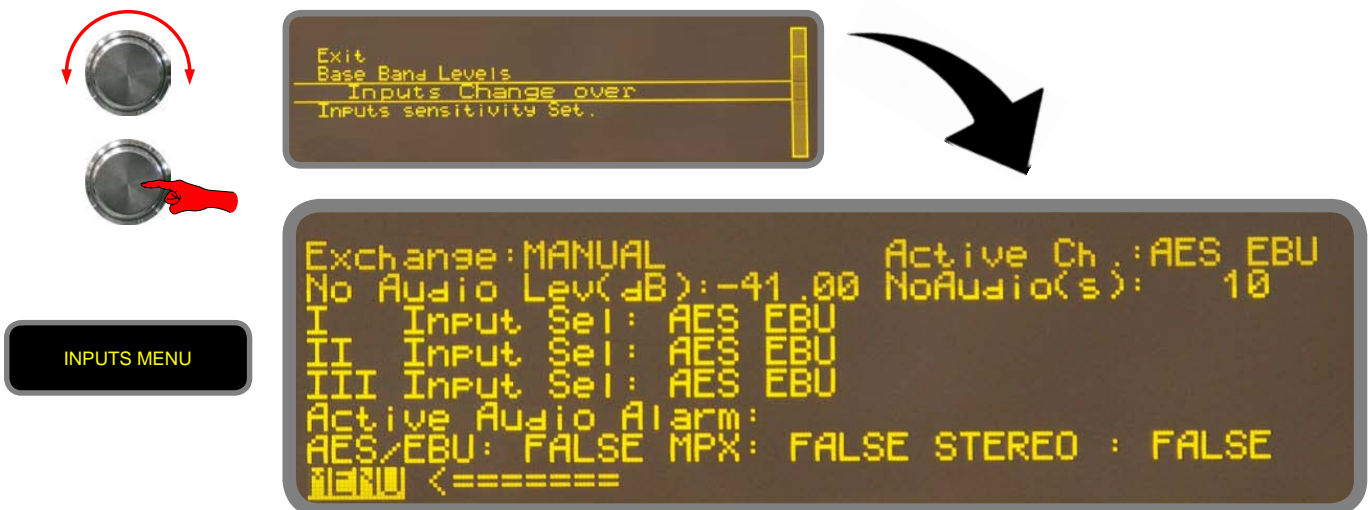 Exit
Base Band Levels
Inputs Change over
Inputs sensitivity Set.
Exchange:MANUAL Active Ch.:AES EBU
No Audio Lev(dB):-41.00 NoAudio(s): 10
I Input Sel: AES EBU
II Input Sel: AES EBU
III Input Sel: AES EBU
Active Audio Alarm:
AES/EBU: FALSE MPX: FALSE STEREO : FALSE
MENU <=======
INPUTS MENU